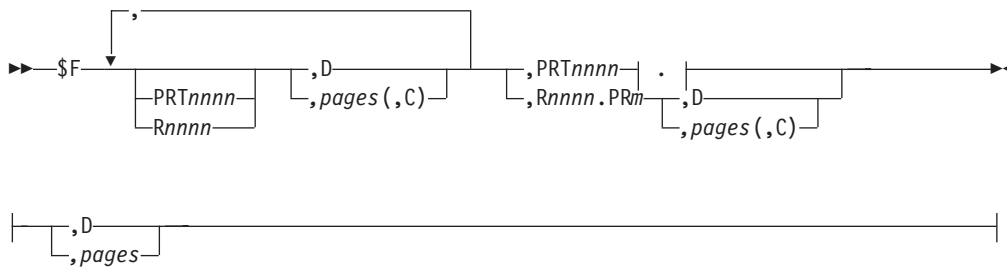 ,
$F ,D ,PRTnnnn .
PRTnnnn ,pages(,C) ,Rnnnn.PRm ,D
Rnnnn ,pages(,C)
,D
,pages